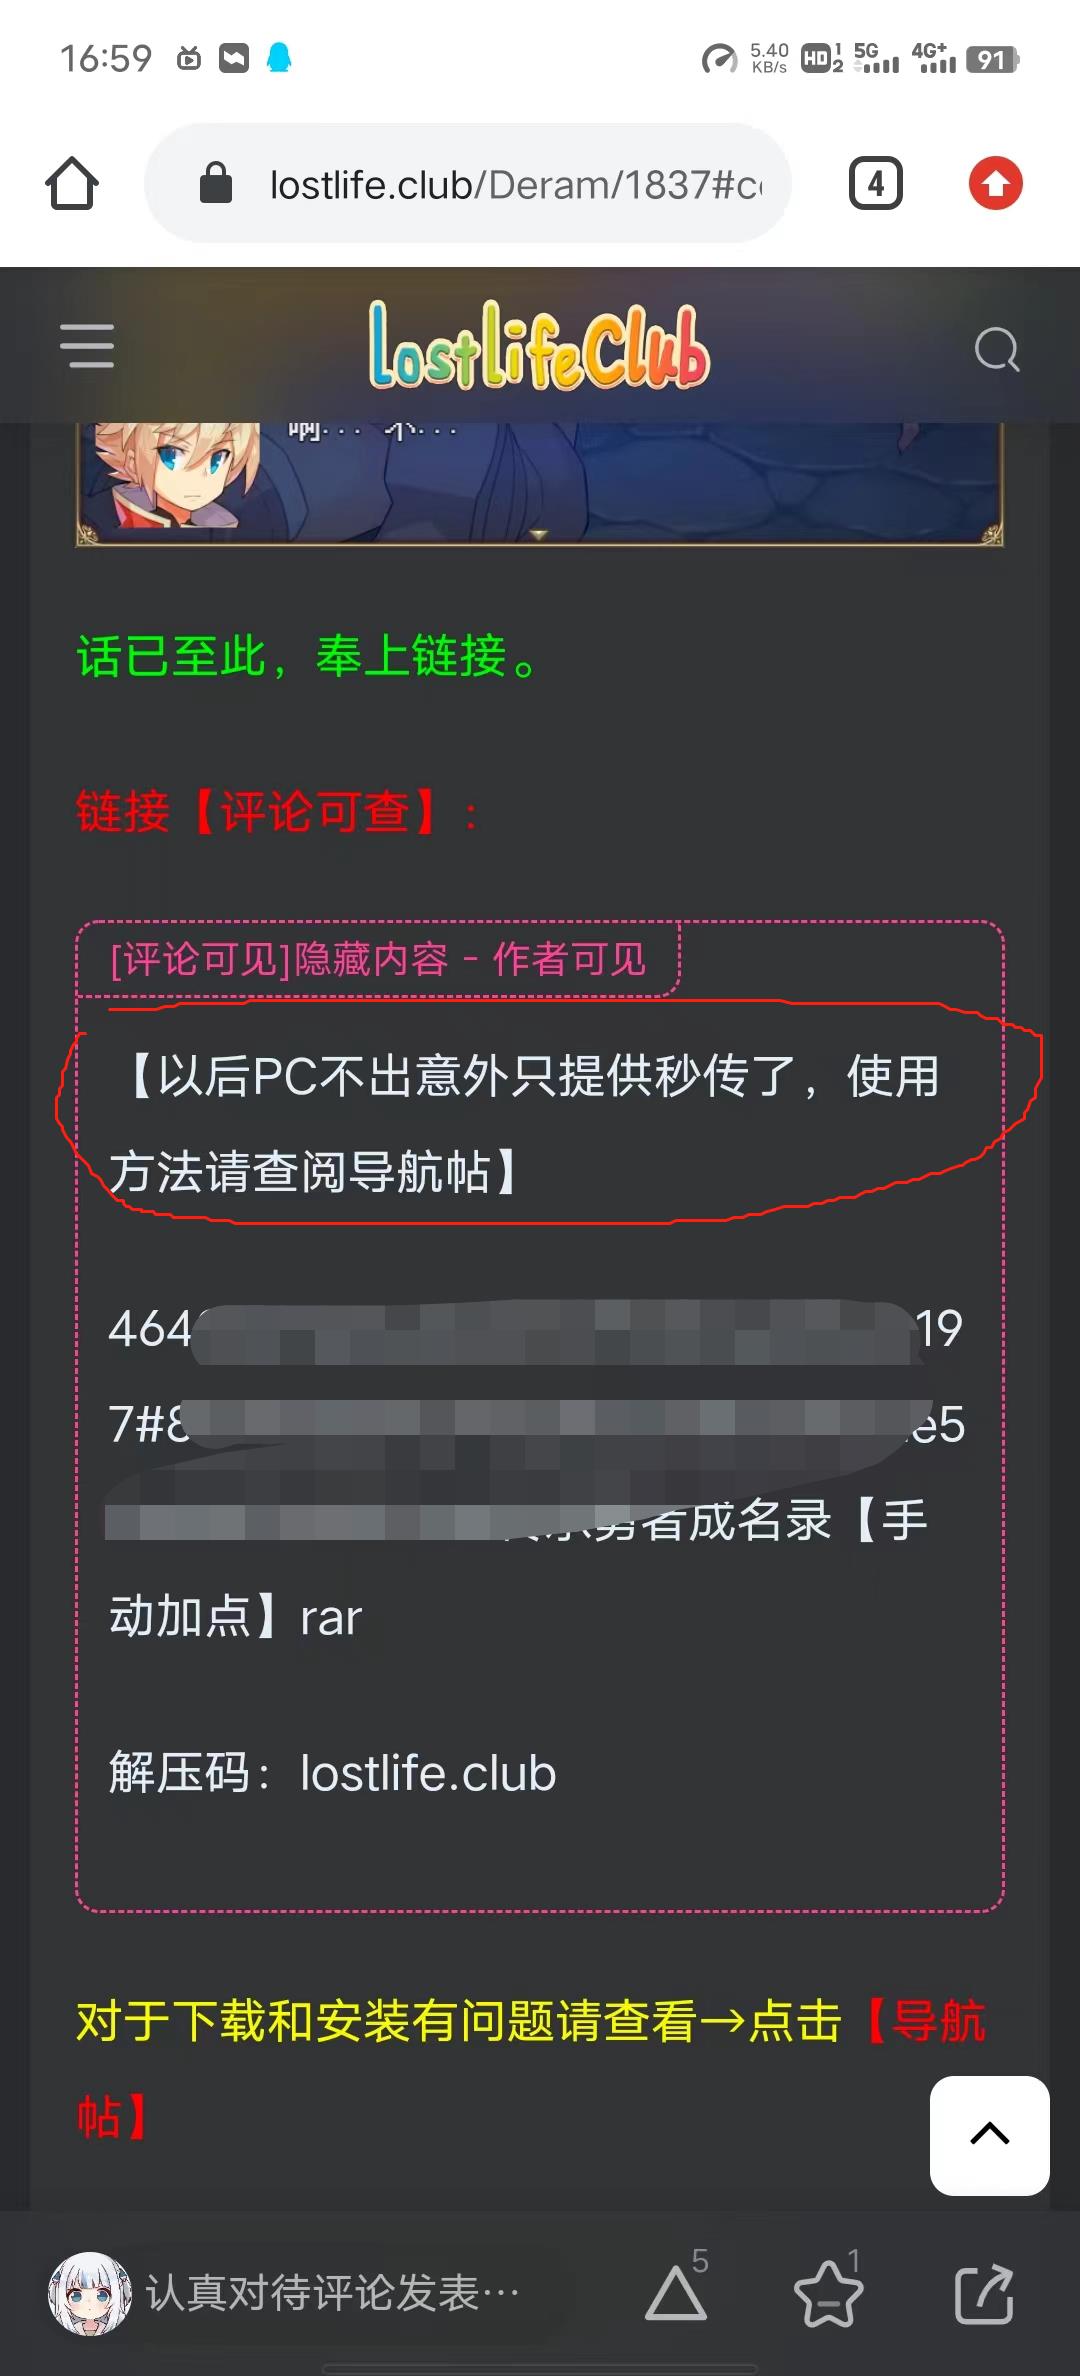 16:59
5.40 KB/s HD 1 2 5G 4G+ 91
lostlife.club/Deram/1837#c
4
LostLifeClub
啊... 不...
话已至此，奉上链接。
链接【评论可查】：
[评论可见]隐藏内容 - 作者可见
【以后PC不出意外只提供秒传了，使用
方法请查阅导航帖】
464 19
7#8 e5
勇者成名录【手
动加点】rar
解压码：lostlife.club
对于下载和安装有问题请查看→点击【导航
帖】
认真对待评论发表… 5 1